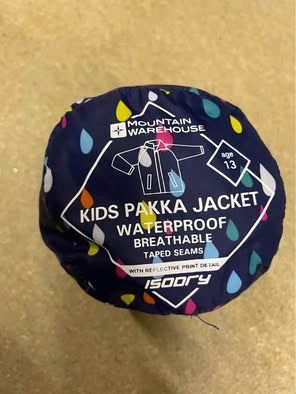 MOUNTAIN
WAREHOUSE
age
13
KIDS PAKKA JACKET
WATERPROOF
BREATHABLE
TAPED SEAMS
WITH REFLECTIVE PRINT DETAIL
ISODRY